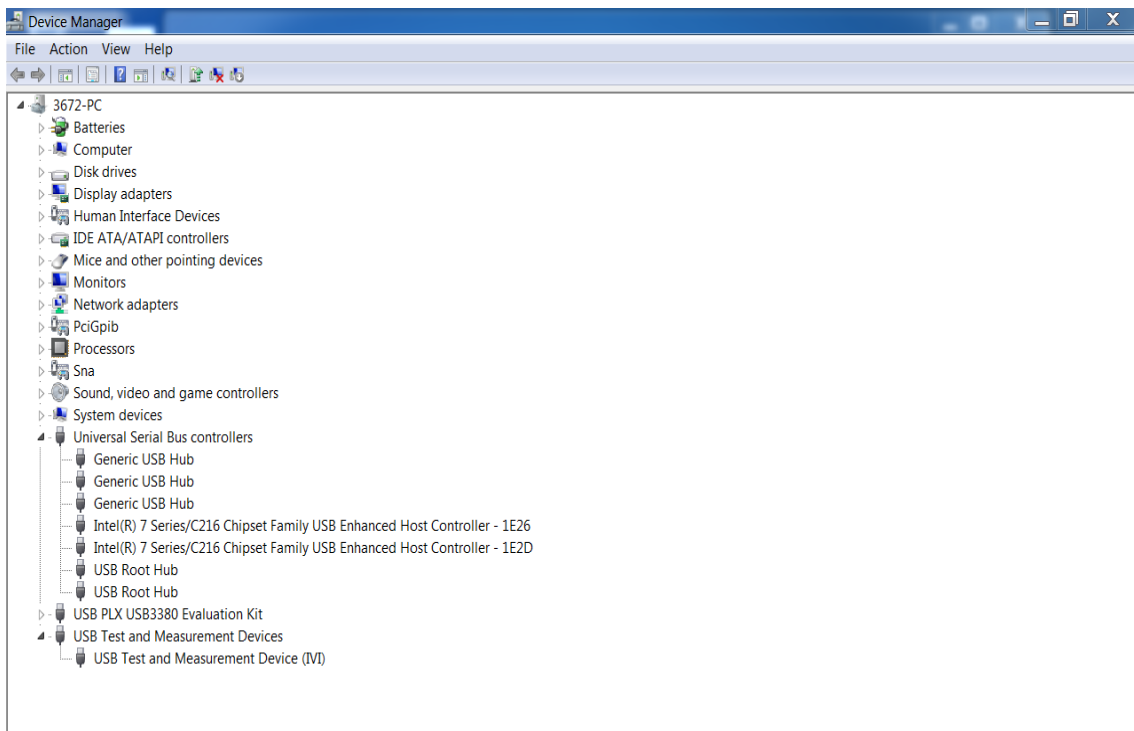 Device Manager
File Action View Help
3672-PC
Batteries
Computer
Disk drives
Display adapters
Human Interface Devices
IDE ATA/ATAPI controllers
Mice and other pointing devices
Monitors
Network adapters
PciGpib
Processors
Sna
Sound, video and game controllers
System devices
Universal Serial Bus controllers
Generic USB Hub
Generic USB Hub
Generic USB Hub
Intel(R) 7 Series/C216 Chipset Family USB Enhanced Host Controller - 1E26
Intel(R) 7 Series/C216 Chipset Family USB Enhanced Host Controller - 1E2D
USB Root Hub
USB Root Hub
USB PLX USB3380 Evaluation Kit
USB Test and Measurement Devices
USB Test and Measurement Device (IVI)